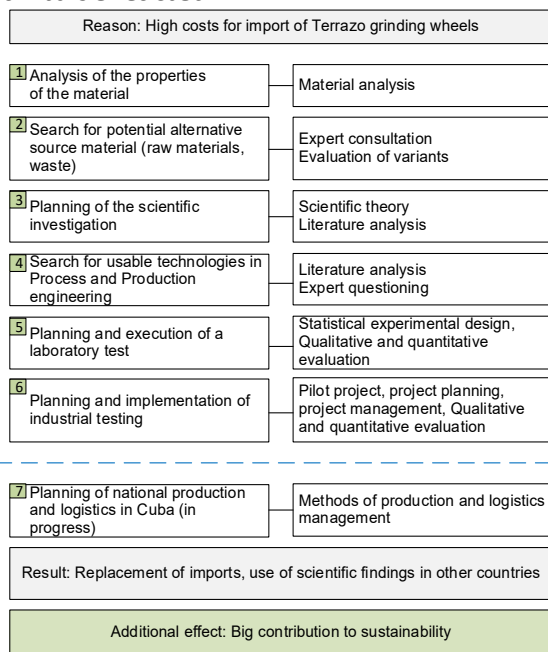 Reason: High costs for import of Terrazo grinding wheels
1
Analysis of the properties
of the material
Material analysis
2
Search for potential alternative
source material (raw materials,
waste)
Expert consultation
Evaluation of variants
3
Planning of the scientific
investigation
Scientific theory
Literature analysis
4
Search for usable technologies in
Process and Production
engineering
Literature analysis
Expert questioning
5
Planning and execution of a
laboratory test
Statistical experimental design,
Qualitative and quantitative
evaluation
6
Planning and implementation of
industrial testing
Pilot project, project planning,
project management, Qualitative
and quantitative evaluation
7
Planning of national production
and logistics in Cuba (in
progress)
Methods of production and logistics
management
Result: Replacement of imports, use of scientific findings in other countries
Additional effect: Big contribution to sustainability